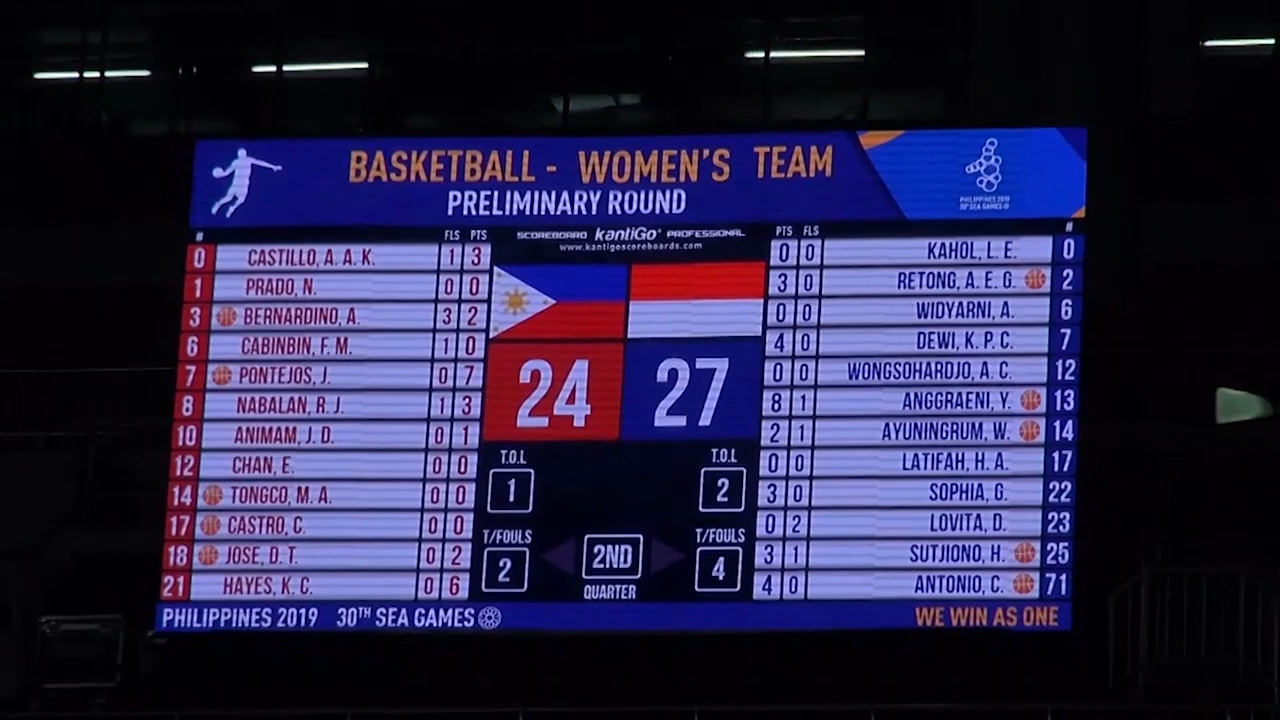 BASKETBALL - WOMEN'S TEAM
PRELIMINARY ROUND
PHILIPPINES 2019
30TH SEA GAMES
SCOREBOARD kantiGo® PROFESSIONAL
www.kantigoscoreboards.com
# FLS PTS
0 CASTILLO, A. A. K. 1 3
1 PRADO, N. 0 0
3 BERNARDINO, A. 3 2
6 CABINBIN, F. M. 1 0
7 PONTEJOS, J. 0 7
8 NABALAN, R. J. 1 3
10 ANIMAM, J. D. 0 1
12 CHAN, E. 0 0
14 TONGCO, M. A. 0 0
17 CASTRO, C. 0 0
18 JOSE, D. T. 0 2
21 HAYES, K. C. 0 6
24 27
T.O.L T.O.L
1 2
T/FOULS T/FOULS
2 2ND 4
QUARTER
PTS FLS #
0 0 KAHOL, L. E. 0
3 0 RETONG, A. E. G. 2
0 0 WIDYARNI, A. 6
4 0 DEWI, K. P. C. 7
0 0 WONGSOHARDJO, A. C. 12
8 1 ANGGRAENI, Y. 13
2 1 AYUNINGRUM, W. 14
0 0 LATIFAH, H. A. 17
3 0 SOPHIA, G. 22
0 2 LOVITA, D. 23
3 1 SUTJIONO, H. 25
4 0 ANTONIO, C. 71
PHILIPPINES 2019 30TH SEA GAMES WE WIN AS ONE